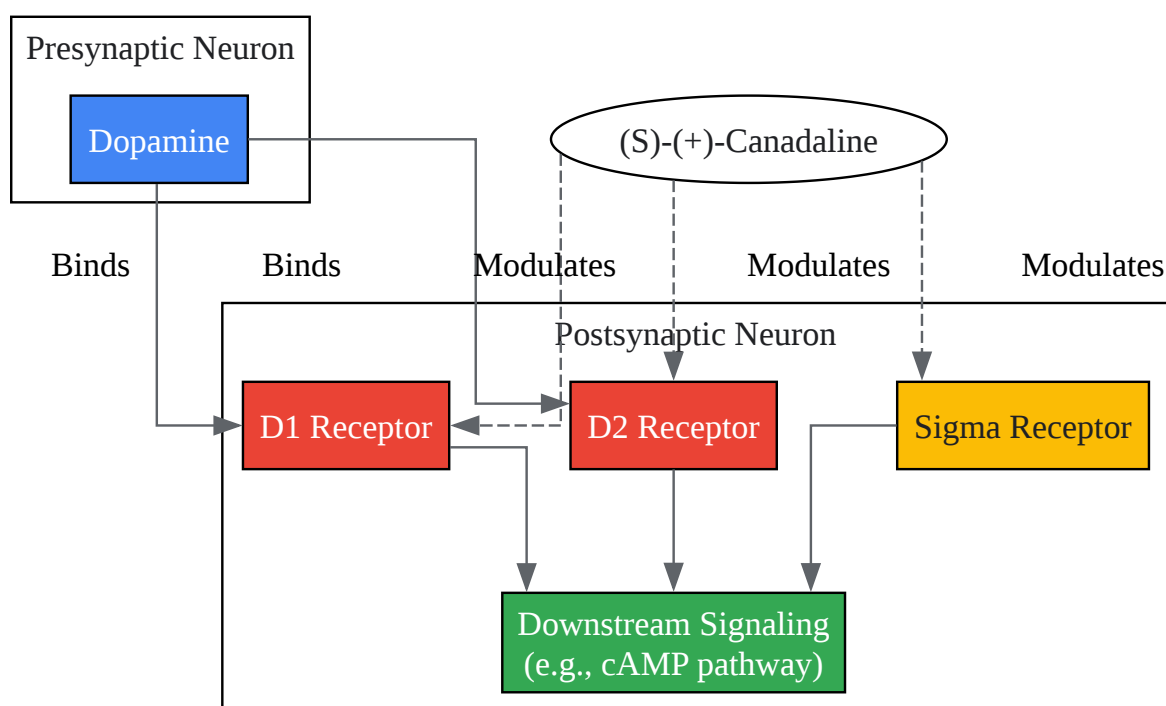 Presynaptic Neuron
Dopamine
(S)-(+)-Canadaline
Binds
Binds
Modulates
Modulates
Modulates
Postsynaptic Neuron
D1 Receptor
D2 Receptor
Sigma Receptor
Downstream Signaling
(e.g., cAMP pathway)